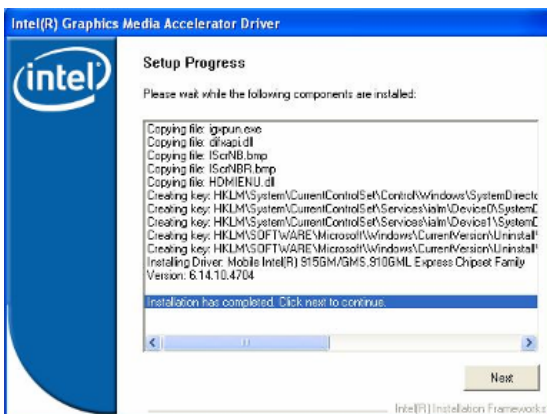 Intel(R) Graphics Media Accelerator Driver
intel
Setup Progress
Please wait while the following components are installed:
Copying file: igxpun.exe
Copying file: difxapi.dll
Copying file: IScrNB.bmp
Copying file: IScrNBR.bmp
Copying file: HDMIENU.dll
Creating key: HKLM\System\CurrentControlSet\Control\Windows\SystemDirecto
Creating key: HKLM\System\CurrentControlSet\Services\ialm\Device0\SystemD
Creating key: HKLM\System\CurrentControlSet\Services\ialm\Device1\SystemD
Creating key: HKLM\SOFTWARE\Microsoft\Windows\CurrentVersion\Uninstall\
Creating key: HKLM\SOFTWARE\Microsoft\Windows\CurrentVersion\Uninstall\
Installing Driver: Mobile Intel(R) 915GM/GMS,910GML Express Chipset Family
Version: 6.14.10.4704
Installation has completed. Click next to continue.
Next
Intel(R) Installation Frameworks